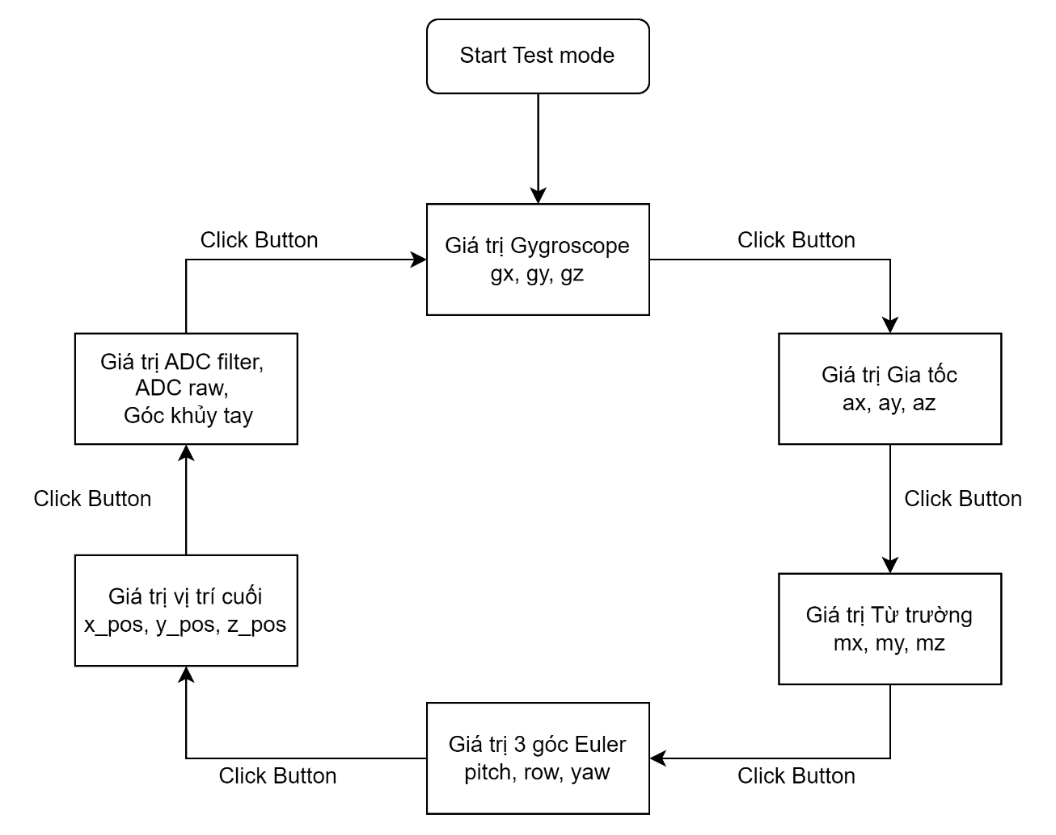 Start Test mode
Click Button
Giá trị Gygroscope
gx, gy, gz
Click Button
Giá trị ADC filter,
ADC raw,
Góc khủy tay
Giá trị Gia tốc
ax, ay, az
Click Button
Click Button
Giá trị vị trí cuối
x_pos, y_pos, z_pos
Giá trị Từ trường
mx, my, mz
Giá trị 3 góc Euler
pitch, row, yaw
Click Button
Click Button